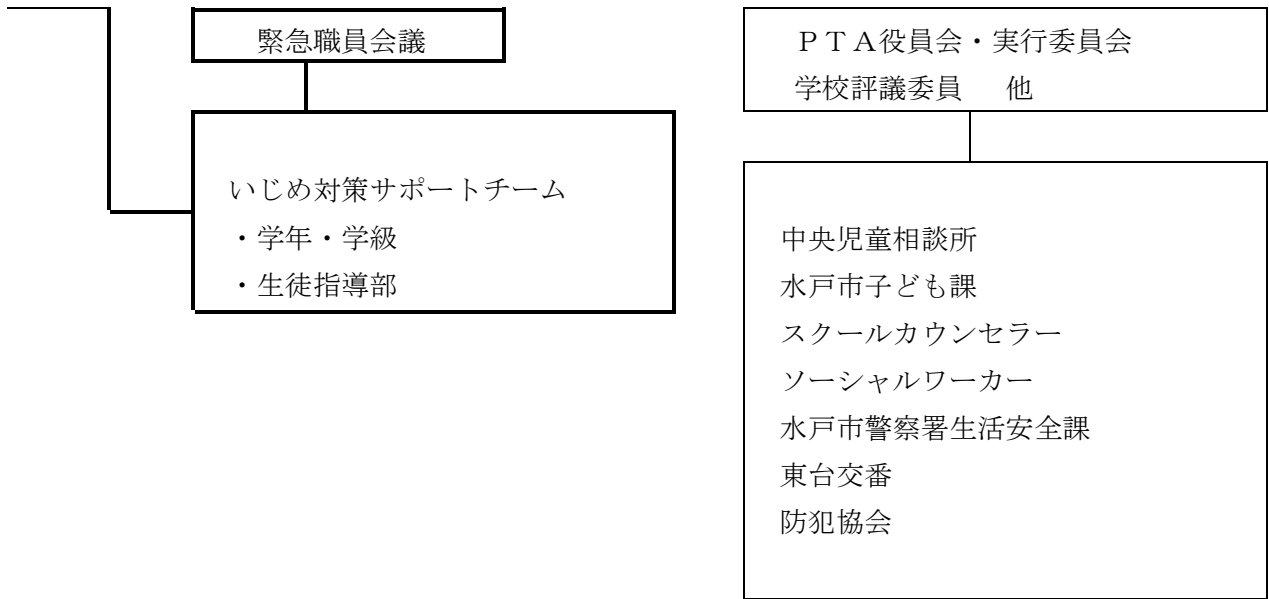 緊急職員会議
いじめ対策サポートチーム
・学年・学級
・生徒指導部
ＰＴＡ役員会・実行委員会
学校評議委員　他
中央児童相談所
水戸市子ども課
スクールカウンセラー
ソーシャルワーカー
水戸市警察署生活安全課
東台交番
防犯協会